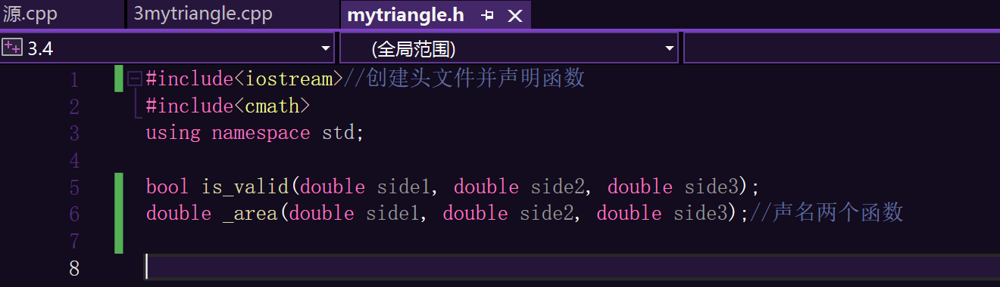 源.cpp 3mytriangle.cpp mytriangle.h
3.4 (全局范围)
1 #include<iostream>//创建头文件并声明函数
2 #include<cmath>
3 using namespace std;
4
5 bool is_valid(double side1, double side2, double side3);
6 double _area(double side1, double side2, double side3);//声名两个函数
7
8